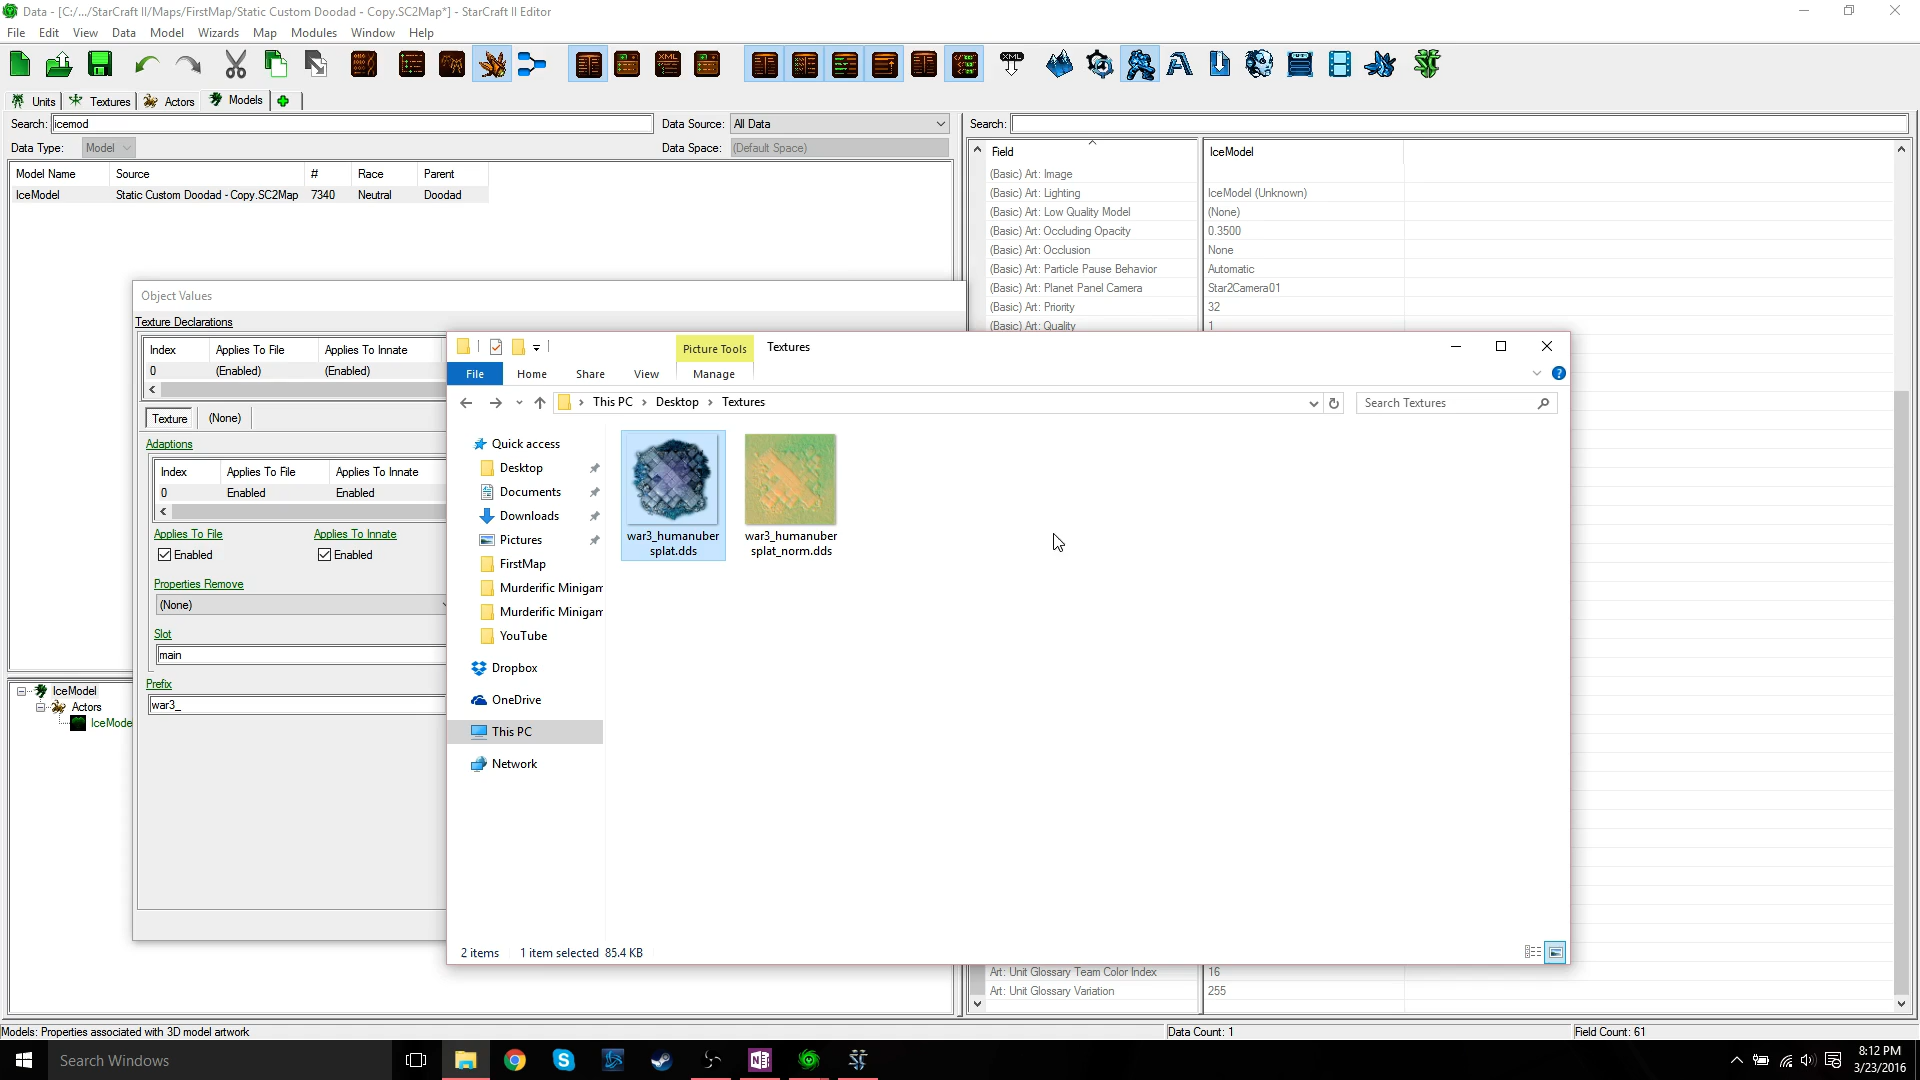 Data - [C:/.../StarCraft II/Maps/FirstMap/Static Custom Doodad - Copy.SC2Map*] - StarCraft II Editor
File Edit View Data Model Wizards Map Modules Window Help
Units Textures Actors Models
Search: icemod Data Source: All Data
Data Type: Model Data Space: (Default Space)
Model Name Source # Race Parent
IceModel Static Custom Doodad - Copy.SC2Map 7340 Neutral Doodad
Search:
Field IceModel
(Basic) Art: Image
(Basic) Art: Lighting IceModel (Unknown)
(Basic) Art: Low Quality Model (None)
(Basic) Art: Occluding Opacity 0.3500
(Basic) Art: Occlusion None
(Basic) Art: Particle Pause Behavior Automatic
(Basic) Art: Planet Panel Camera Star2Camera01
(Basic) Art: Priority 32
(Basic) Art: Quality 1
Object Values
Texture Declarations
Index Applies To File Applies To Innate
0 (Enabled) (Enabled)
Texture (None)
Adaptions
Index Applies To File Applies To Innate
0 Enabled Enabled
Applies To File Applies To Innate
Enabled Enabled
Properties Remove
(None)
Slot
main
Prefix
war3_
IceModel
Actors
IceMode
Picture Tools Textures
File Home Share View Manage
This PC Desktop Textures Search Textures
Quick access
Desktop
Documents
Downloads
Pictures
FirstMap
Murderific Minigam
Murderific Minigam
YouTube
Dropbox
OneDrive
This PC
Network
war3_humanuber
splat.dds
war3_humanuber
splat_norm.dds
2 items 1 item selected 85.4 KB
Art: Unit Glossary Team Color Index 16
Art: Unit Glossary Variation 255
Models: Properties associated with 3D model artwork Data Count: 1 Field Count: 61
Search Windows
8:12 PM
3/23/2016